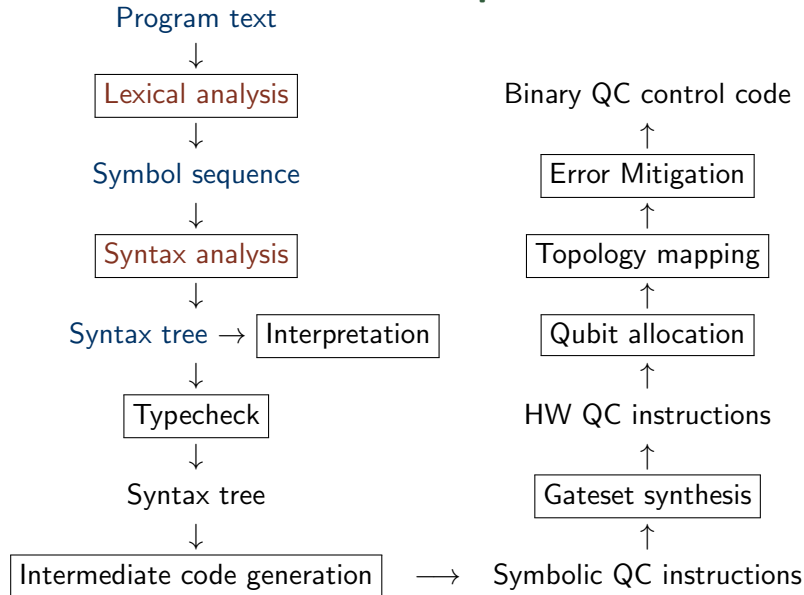 Program text
Lexical analysis
Symbol sequence
Syntax analysis
Syntax tree → Interpretation
Typecheck
Syntax tree
Intermediate code generation
Binary QC control code
Error Mitigation
Topology mapping
Qubit allocation
HW QC instructions
Gateset synthesis
Symbolic QC instructions